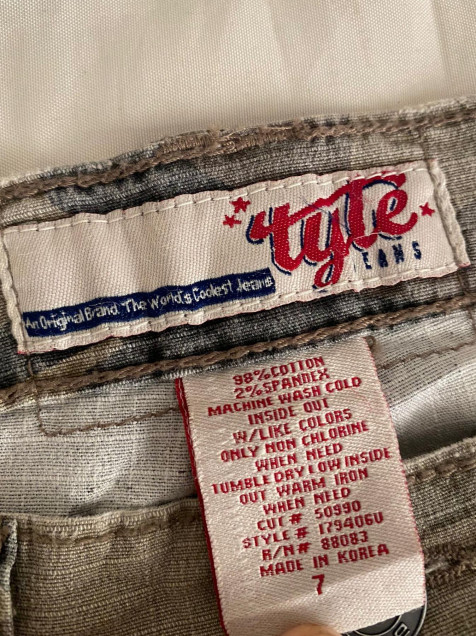 tyte
JEANS
An Original Brand. The World's Coolest Jeans
98% COTTON
2% SPANDEX
MACHINE WASH COLD
INSIDE OUT
W/LIKE COLORS
ONLY NON CHLOBINE
WHEN NEED
TUMBLE DRY LOW INSIDE
OUT WARM IRON
WHEN NEED
CUT# 50990
STYLE# 179406U
R/N# 88083
MADE IN KOREA
7